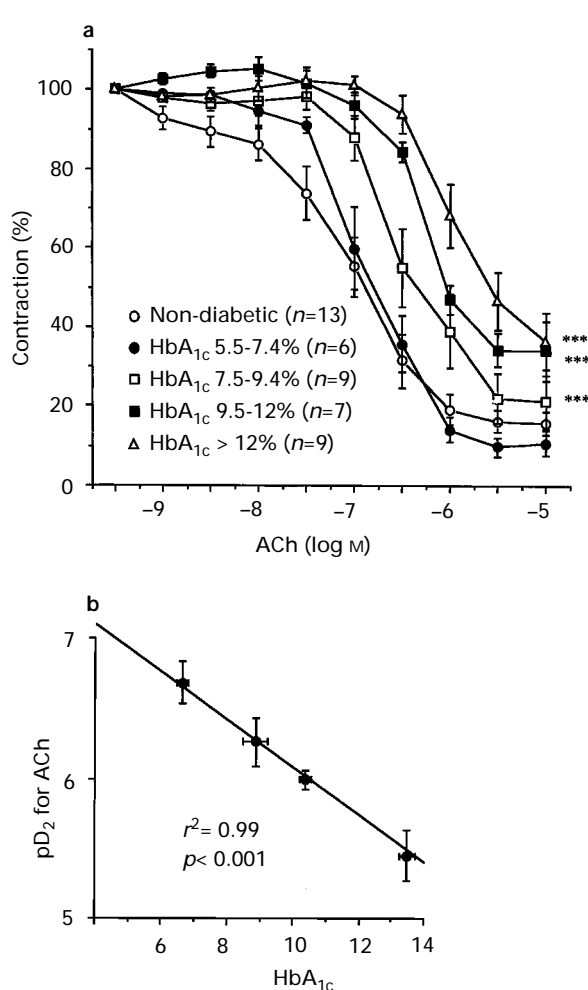 a
100
80
60
40
20
0
Contraction (%)
Non-diabetic (n=13)
HbA1c 5.5-7.4% (n=6)
HbA1c 7.5-9.4% (n=9)
HbA1c 9.5-12% (n=7)
HbA1c > 12% (n=9)
***
***
***
−9 −8 −7 −6 −5
ACh (log M)
b
7
6
5
pD2 for ACh
r2= 0.99
p< 0.001
6 8 10 12 14
HbA1c